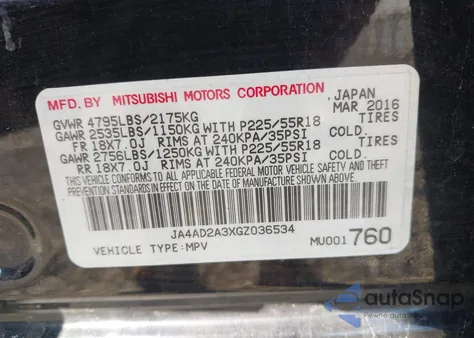 MFD. BY MITSUBISHI MOTORS CORPORATION JAPAN
GVWR 4795LBS/2175KG MAR 2016
GAWR 2535LBS/1150KG WITH P225/55R18 TIRES
FR 18X7.0J RIMS AT 240KPA/35PSI COLD.
GAWR 2756LBS/1250KG WITH P225/55R18 TIRES
RR 18X7.0J RIMS AT 240KPA/35PSI COLD.
THIS VEHICLE CONFORMS TO ALL APPLICABLE FEDERAL MOTOR VEHICLE
SAFETY AND THEFT PREVENTION STANDARDS IN EFFECT ON
THE DATE OF MANUFACTURE SHOWN ABOVE.
JA4AD2A3XGZ036534
VEHICLE TYPE:MPV MU001760
autoSnap
Pewne auto z